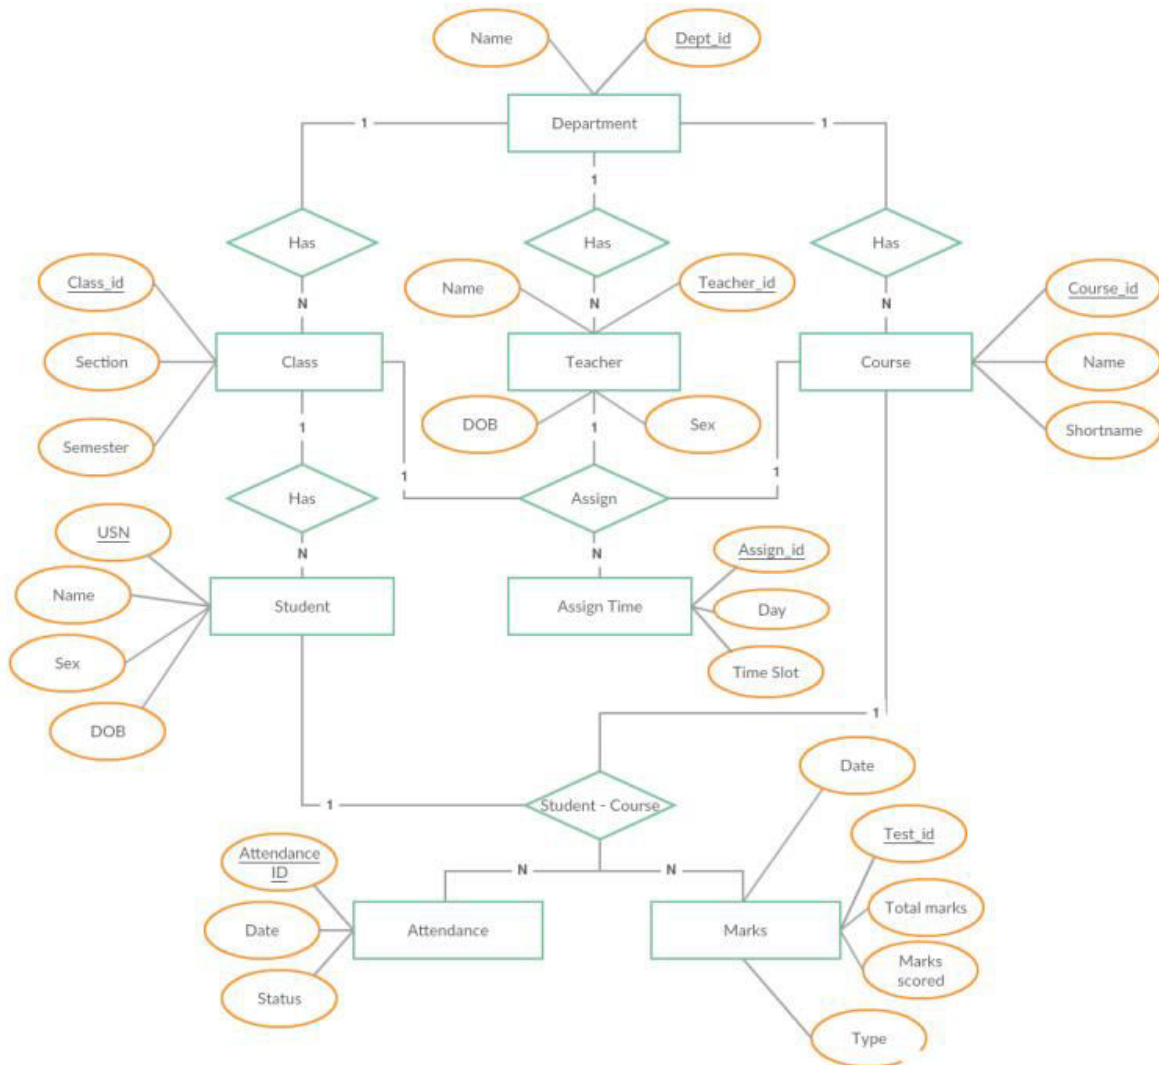 Name
Dept_id
Department
1
1
1
Has
Has
Has
N
N
N
Class_id
Section
Semester
Class
Name
Teacher_id
Teacher
DOB
Sex
Course_id
Name
Shortname
Course
1
1
1
1
Has
Assign
N
N
USN
Name
Sex
DOB
Student
Assign Time
Assign_id
Day
Time Slot
1
1
Student - Course
N
N
Attendance
ID
Date
Status
Attendance
Marks
Date
Test_id
Total marks
Marks
scored
Type